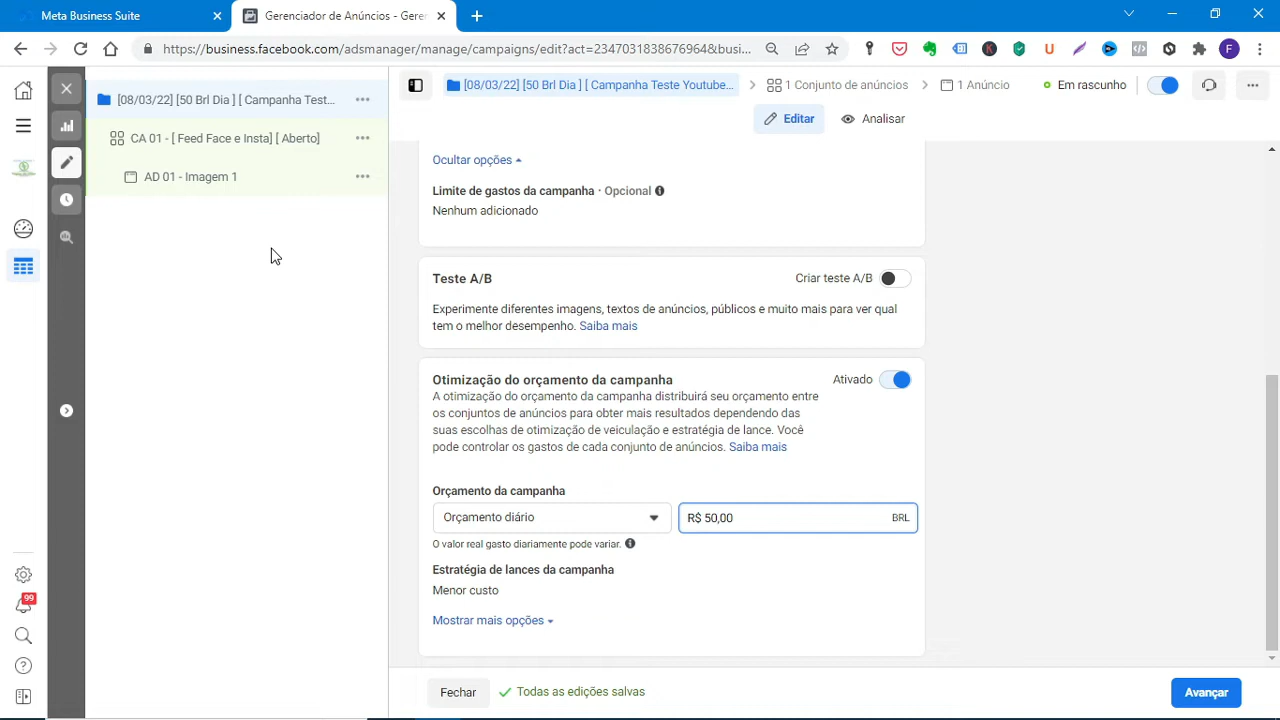 Meta Business Suite
Gerenciador de Anúncios - Geren
https://business.facebook.com/adsmanager/manage/campaigns/edit?act=234703183867696​4&busi...
F
[08/03/22] [50 Brl Dia ] [ Campanha Test...
CA 01 - [ Feed Face e Insta] [ Aberto]
AD 01 - Imagem 1
99
[08/03/22] [50 Brl Dia ] [ Campanha Teste Youtube...
1 Conjunto de anúncios
1 Anúncio
Em rascunho
Editar
Analisar
Ocultar opções
Limite de gastos da campanha · Opcional
Nenhum adicionado
Teste A/B
Criar teste A/B
Experimente diferentes imagens, textos de anúncios, públicos e muito mais para ver qual
tem o melhor desempenho. Saiba mais
Otimização do orçamento da campanha
Ativado
A otimização do orçamento da campanha distribuirá seu orçamento entre
os conjuntos de anúncios para obter mais resultados dependendo das
suas escolhas de otimização de veiculação e estratégia de lance. Você
pode controlar os gastos de cada conjunto de anúncios. Saiba mais
Orçamento da campanha
Orçamento diário
R$ 50,00
BRL
O valor real gasto diariamente pode variar.
Estratégia de lances da campanha
Menor custo
Mostrar mais opções
Fechar
Todas as edições salvas
Avançar